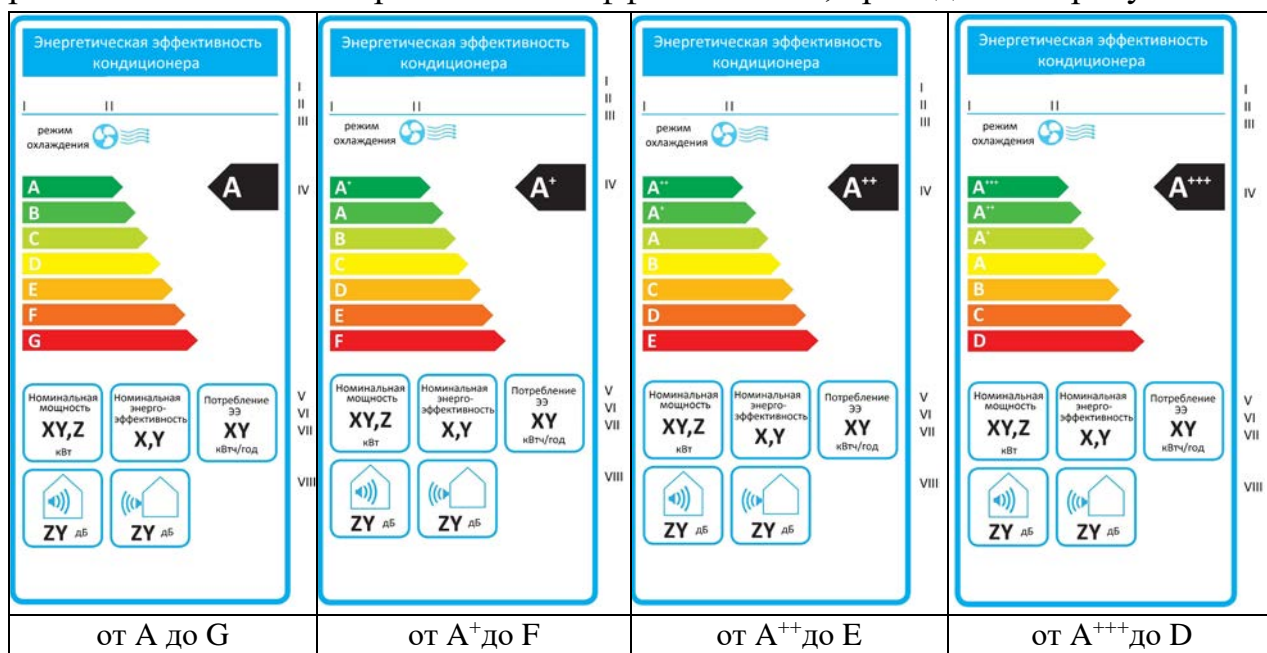 Энергетическая эффективность
кондиционера
I II
режим
охлаждения
A
B
C
D
E
F
G
A
Номинальная
мощность
XY,Z
кВт
Номинальная
энерго-
эффективность
X,Y
Потребление
ЭЭ
XY
кВтч/год
ZY дБ
ZY дБ
I
II
III
IV
V
VI
VII
VIII
от A до G
Энергетическая эффективность
кондиционера
I II
режим
охлаждения
A⁺
A
B
C
D
E
F
A⁺
Номинальная
мощность
XY,Z
кВт
Номинальная
энерго-
эффективность
X,Y
Потребление
ЭЭ
XY
кВтч/год
ZY дБ
ZY дБ
I
II
III
IV
V
VI
VII
VIII
от A⁺до F
Энергетическая эффективность
кондиционера
I II
режим
охлаждения
A⁺⁺
A⁺
A
B
C
D
E
A⁺⁺
Номинальная
мощность
XY,Z
кВт
Номинальная
энерго-
эффективность
X,Y
Потребление
ЭЭ
XY
кВтч/год
ZY дБ
ZY дБ
I
II
III
IV
V
VI
VII
VIII
от A⁺⁺до E
Энергетическая эффективность
кондиционера
I II
режим
охлаждения
A⁺⁺⁺
A⁺⁺
A⁺
A
B
C
D
A⁺⁺⁺
Номинальная
мощность
XY,Z
кВт
Номинальная
энерго-
эффективность
X,Y
Потребление
ЭЭ
XY
кВтч/год
ZY дБ
ZY дБ
I
II
III
IV
V
VI
VII
VIII
от A⁺⁺⁺до D